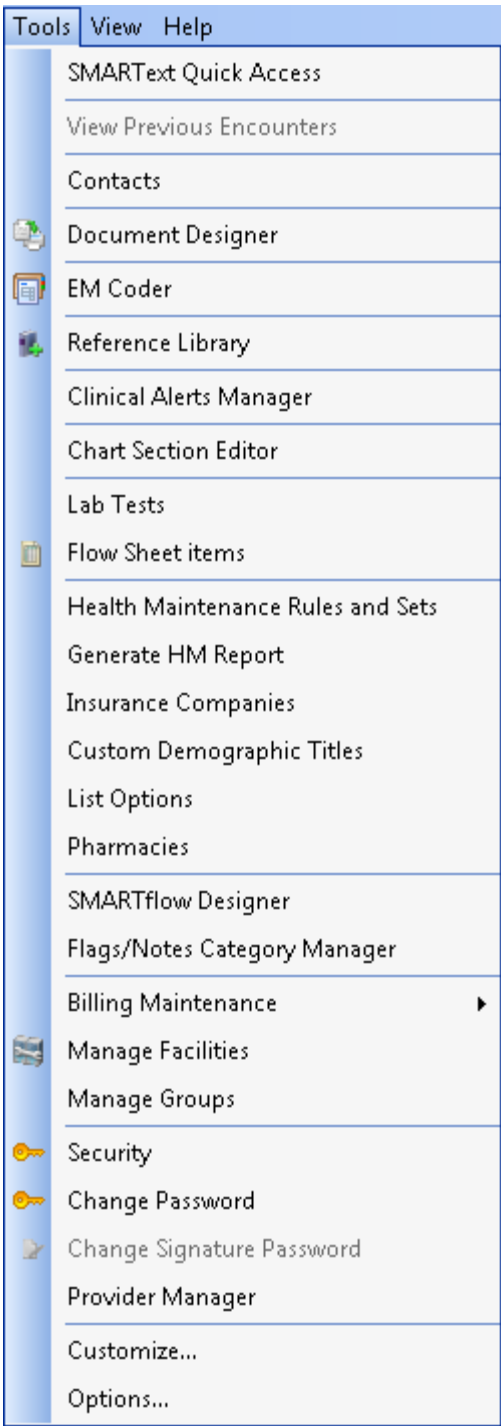 Tools View Help
SMARText Quick Access
View Previous Encounters
Contacts
Document Designer
EM Coder
Reference Library
Clinical Alerts Manager
Chart Section Editor
Lab Tests
Flow Sheet items
Health Maintenance Rules and Sets
Generate HM Report
Insurance Companies
Custom Demographic Titles
List Options
Pharmacies
SMARTflow Designer
Flags/Notes Category Manager
Billing Maintenance
Manage Facilities
Manage Groups
Security
Change Password
Change Signature Password
Provider Manager
Customize...
Options...